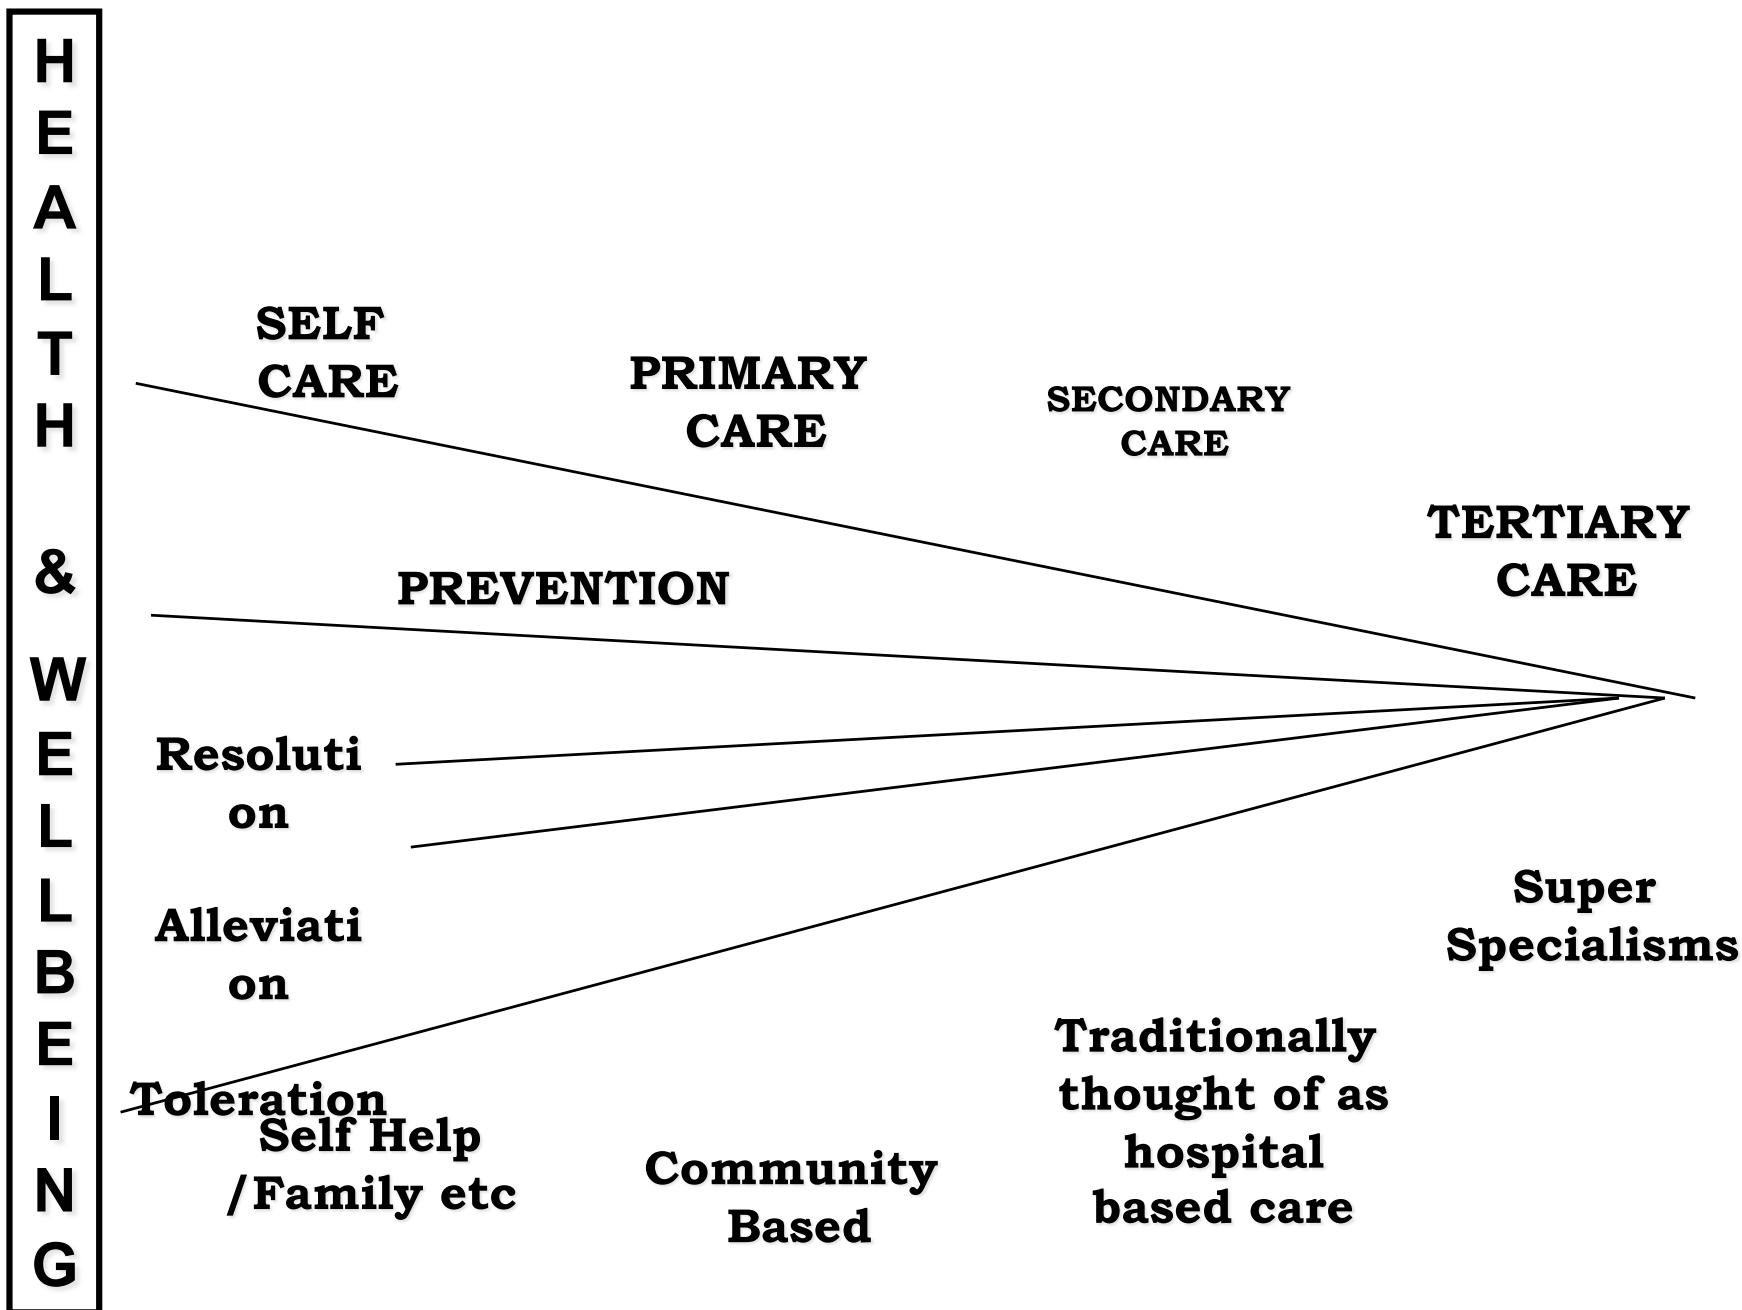 H
E
A
L
T
H
&
W
E
L
L
B
E
I
N
G
SELF
CARE
PRIMARY
CARE
SECONDARY
CARE
TERTIARY
CARE
PREVENTION
Resoluti
on
Alleviati
on
Toleration
Self Help
/Family etc
Community
Based
Traditionally
thought of as
hospital
based care
Super
Specialisms